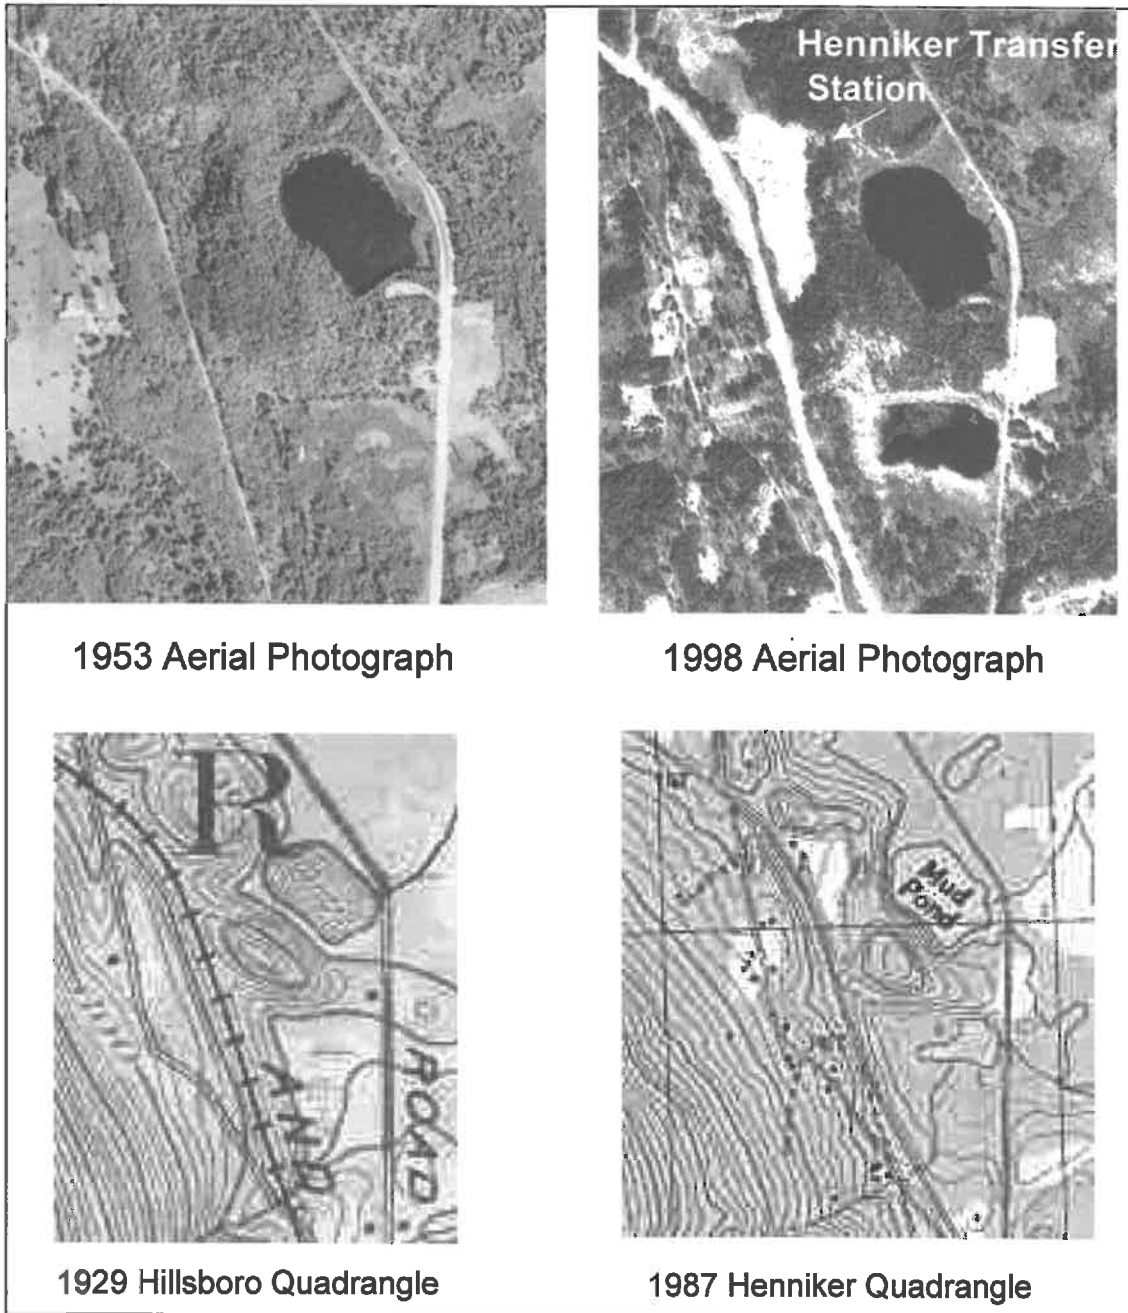 Henniker Transfer
Station
1953 Aerial Photograph
1998 Aerial Photograph
R
AND
ROAD
Mud
Pond
1929 Hillsboro Quadrangle
1987 Henniker Quadrangle